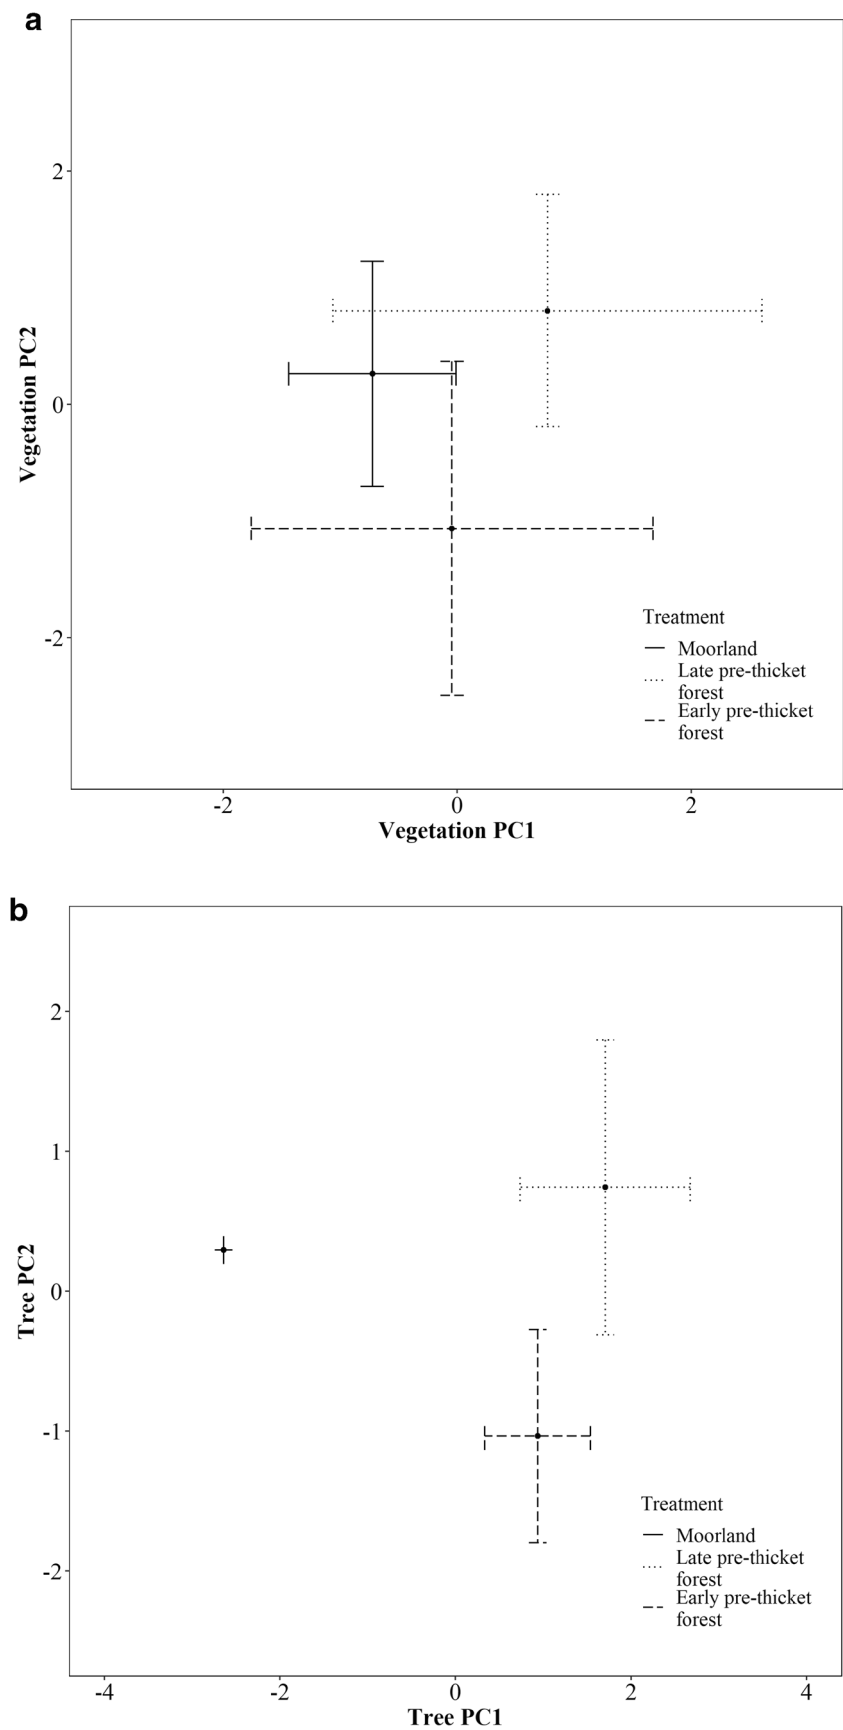 a
2
0
-2
Vegetation PC2
Treatment
Moorland
Late pre-thicket
forest
Early pre-thicket
forest
-2
0
2
Vegetation PC1
b
2
1
0
-1
-2
Tree PC2
Treatment
Moorland
Late pre-thicket
forest
Early pre-thicket
forest
-4
-2
0
2
4
Tree PC1